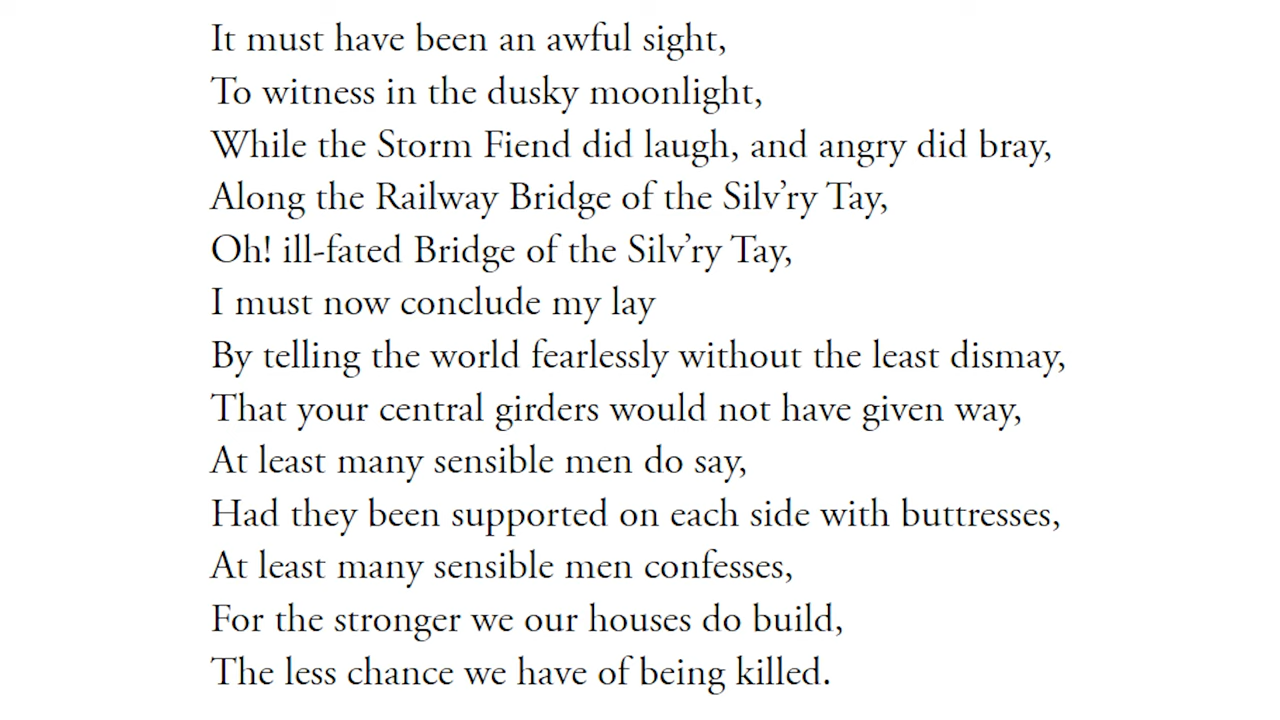 It must have been an awful sight,
To witness in the dusky moonlight,
While the Storm Fiend did laugh, and angry did bray,
Along the Railway Bridge of the Silv’ry Tay,
Oh! ill-fated Bridge of the Silv’ry Tay,
I must now conclude my lay
By telling the world fearlessly without the least dismay,
That your central girders would not have given way,
At least many sensible men do say,
Had they been supported on each side with buttresses,
At least many sensible men confesses,
For the stronger we our houses do build,
The less chance we have of being killed.